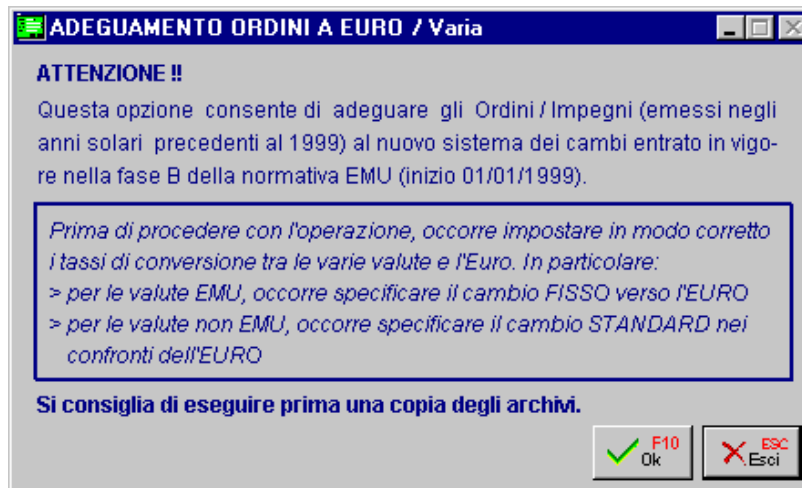 ADEGUAMENTO ORDINI A EURO / Varia
ATTENZIONE !!
Questa opzione consente di adeguare gli Ordini / Impegni (emessi negli
anni solari precedenti al 1999) al nuovo sistema dei cambi entrato in vigo-
re nella fase B della normativa EMU (inizio 01/01/1999).
Prima di procedere con l'operazione, occorre impostare in modo corretto
i tassi di conversione tra le varie valute e l'Euro. In particolare:
> per le valute EMU, occorre specificare il cambio FISSO verso l'EURO
> per le valute non EMU, occorre specificare il cambio STANDARD nei
confronti dell'EURO
Si consiglia di eseguire prima una copia degli archivi.
F10
Ok
ESC
Esci